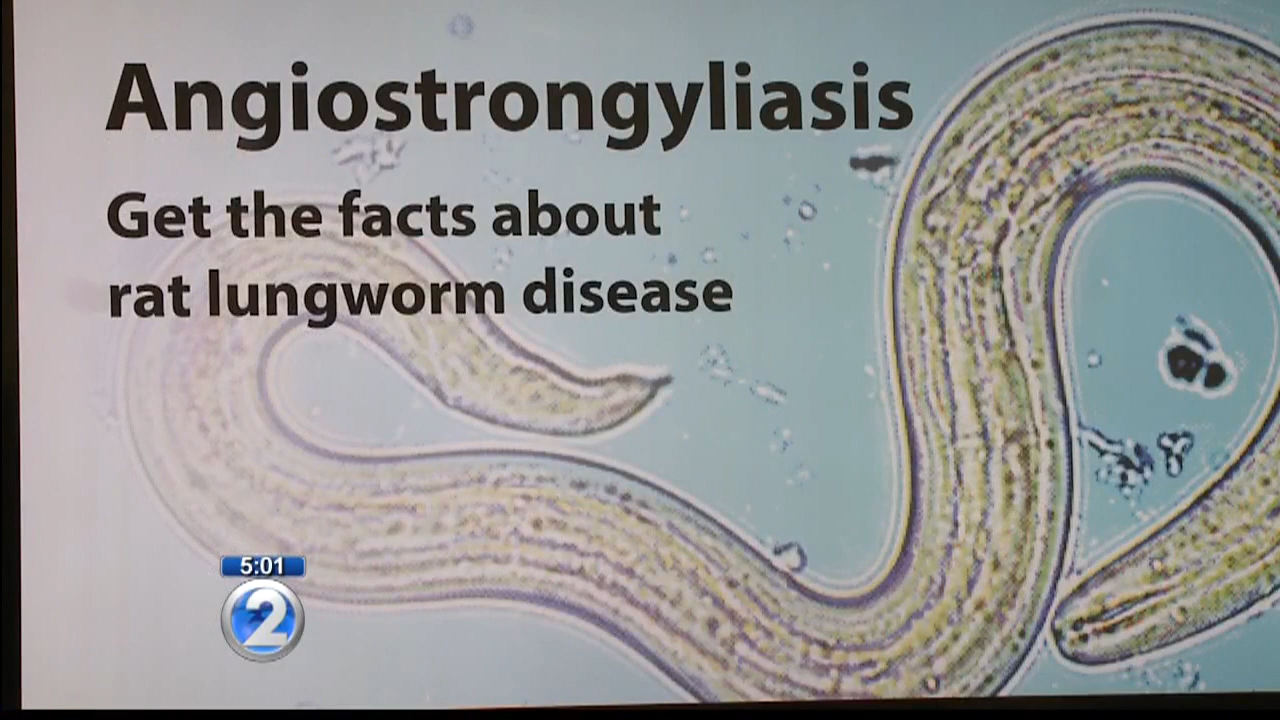 Angiostrongyliasis
Get the facts about
rat lungworm disease
5:01
2